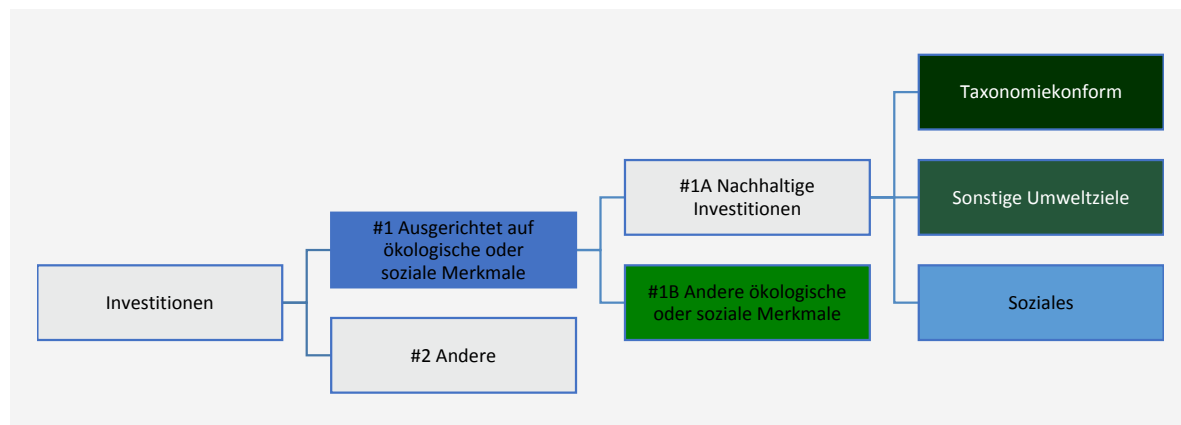 Investitionen
#1 Ausgerichtet auf
ökologische oder
soziale Merkmale
#2 Andere
#1A Nachhaltige
Investitionen
#1B Andere ökologische
oder soziale Merkmale
Taxonomiekonform
Sonstige Umweltziele
Soziales